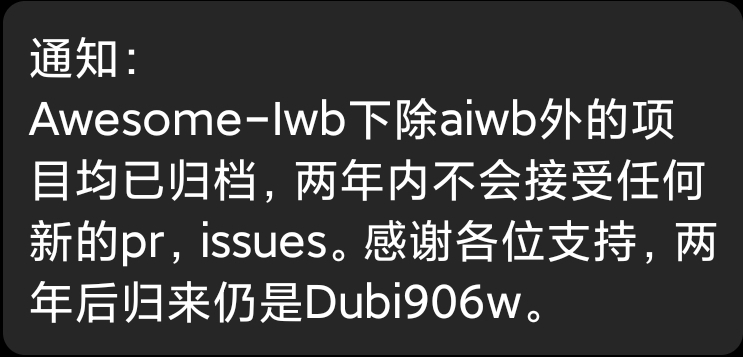 通知：
Awesome-lwb下除aiwb外的项
目均已归档，两年内不会接受任何
新的pr，issues。感谢各位支持，两
年后归来仍是Dubi906w。